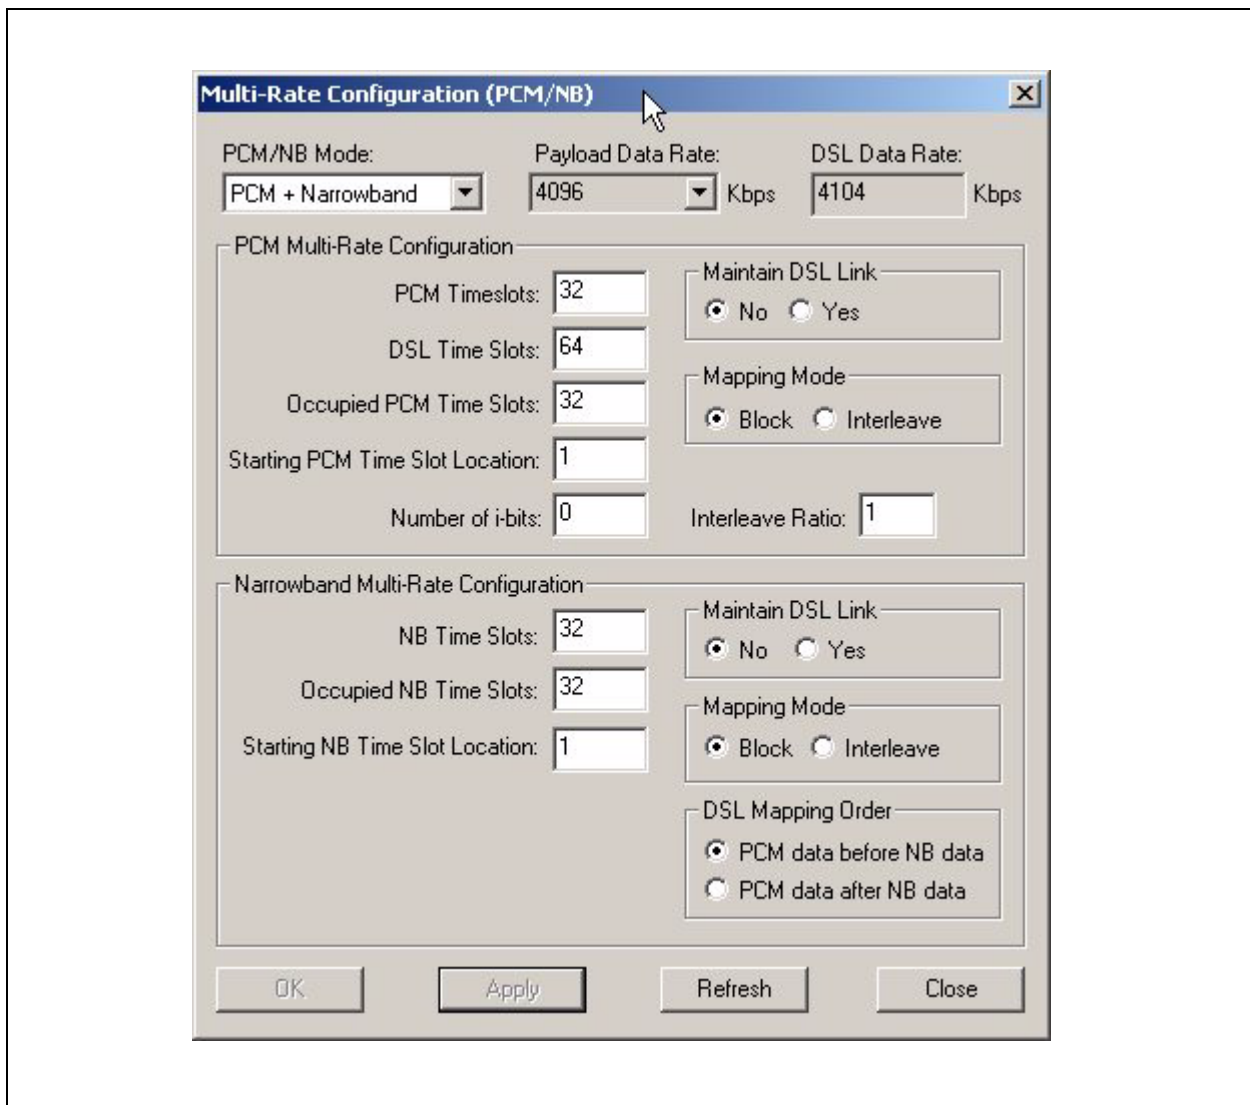 Multi-Rate Configuration (PCM/NB)
PCM/NB Mode: Payload Data Rate: DSL Data Rate:
PCM + Narrowband 4096 Kbps 4104 Kbps
PCM Multi-Rate Configuration
PCM Timeslots: 32
DSL Time Slots: 64
Occupied PCM Time Slots: 32
Starting PCM Time Slot Location: 1
Number of i-bits: 0
Maintain DSL Link
No Yes
Mapping Mode
Block Interleave
Interleave Ratio: 1
Narrowband Multi-Rate Configuration
NB Time Slots: 32
Occupied NB Time Slots: 32
Starting NB Time Slot Location: 1
Maintain DSL Link
No Yes
Mapping Mode
Block Interleave
DSL Mapping Order
PCM data before NB data
PCM data after NB data
OK Apply Refresh Close